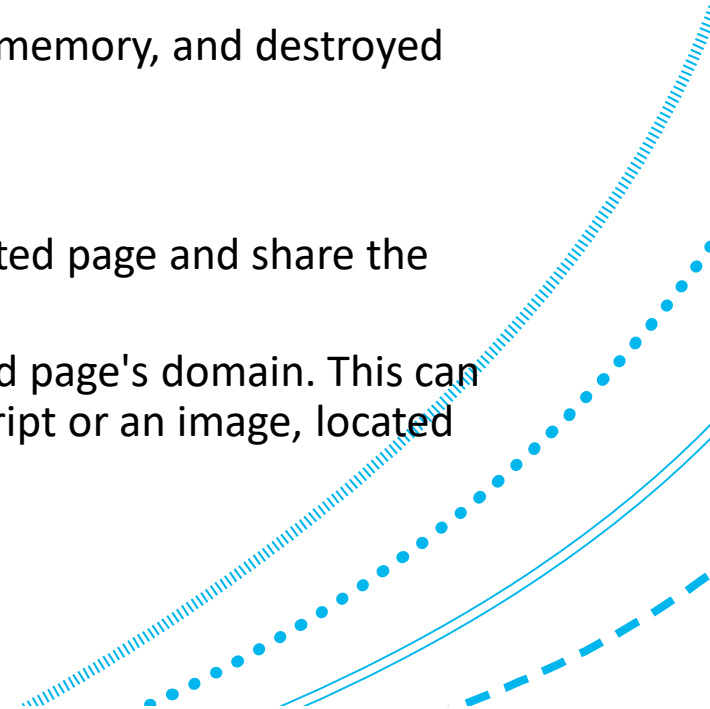 memory, and destroyed
ted page and share the
d page's domain. This can
ript or an image, located